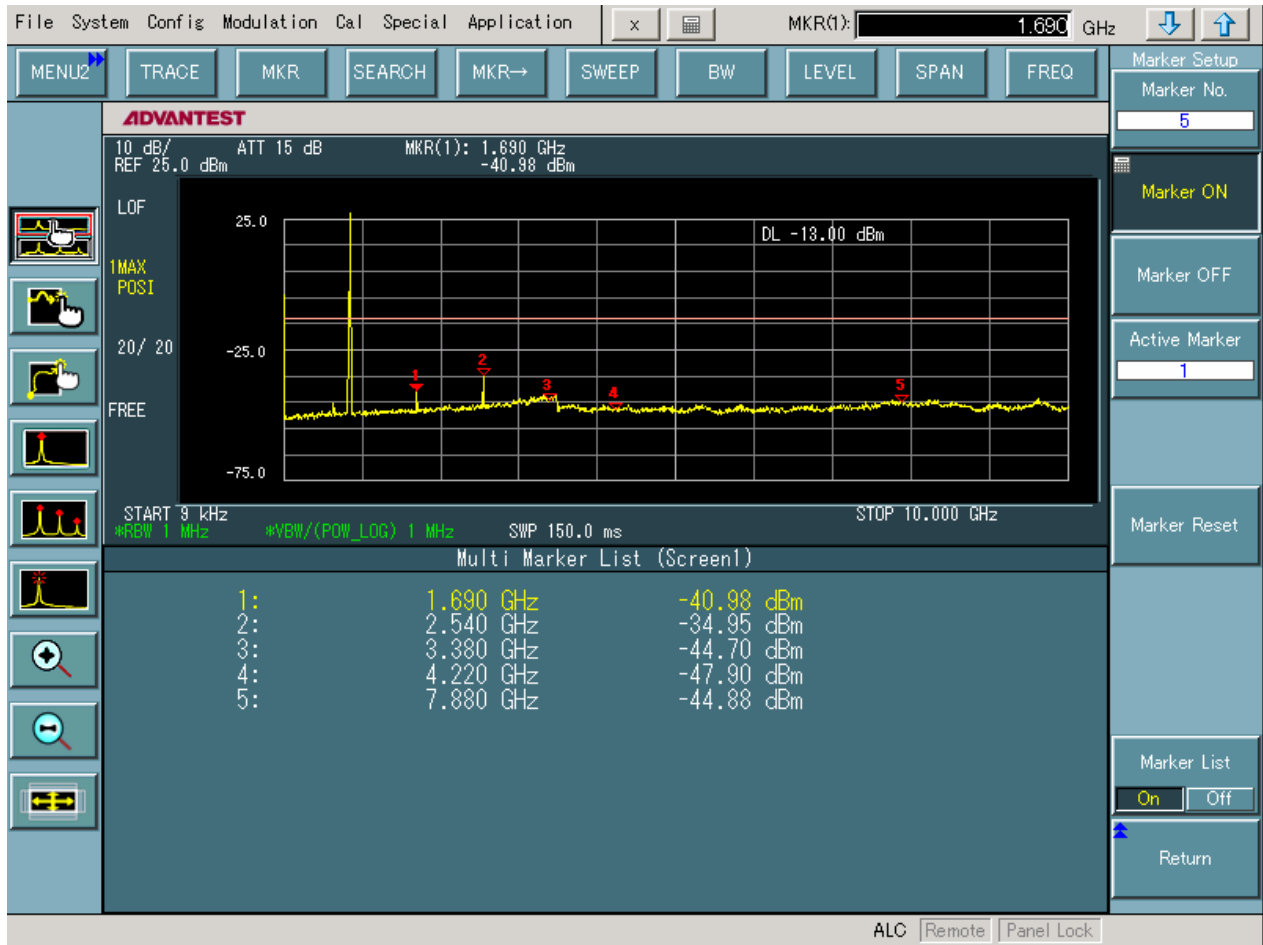 File System Config Modulation Cal Special Application x MKR(1): 1.690 GHz
MENU2 TRACE MKR SEARCH MKR→ SWEEP BW LEVEL SPAN FREQ
Marker Setup
Marker No.
5
Marker ON
Marker OFF
Active Marker
1
Marker Reset
Marker List
On Off
Return
ADVANTEST
10 dB/ ATT 15 dB MKR(1): 1.690 GHz
REF 25.0 dBm -40.98 dBm
LOF
25.0
DL -13.00 dBm
1MAX
POSI
20/ 20
-25.0
1
2
3
4
5
FREE
-75.0
START 9 kHz STOP 10.000 GHz
*RBW 1 MHz *VBW/(POW_LOG) 1 MHz SWP 150.0 ms
Multi Marker List (Screen1)
1: 1.690 GHz -40.98 dBm
2: 2.540 GHz -34.95 dBm
3: 3.380 GHz -44.70 dBm
4: 4.220 GHz -47.90 dBm
5: 7.880 GHz -44.88 dBm
ALC Remote Panel Lock